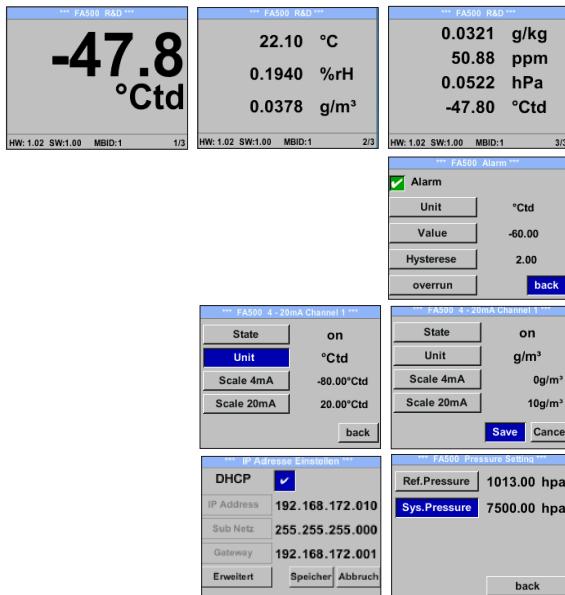 *** FA500 R&D ***
-47.8
°Ctd
HW: 1.02 SW:1.00 MBID:1 1/3
*** FA500 R&D ***
22.10 °C
0.1940 %rH
0.0378 g/m³
HW: 1.02 SW:1.00 MBID:1 2/3
*** FA500 R&D ***
0.0321 g/kg
50.88 ppm
0.0522 hPa
-47.80 °Ctd
HW: 1.02 SW:1.00 MBID:1 3/3
*** FA500 Alarm ***
Alarm
Unit °Ctd
Value -60.00
Hysterese 2.00
overrun back
*** FA500 4 - 20mA Channel 1 ***
State on
Unit °Ctd
Scale 4mA -80.00°Ctd
Scale 20mA 20.00°Ctd
back
*** FA500 4 - 20mA Channel 1 ***
State on
Unit g/m³
Scale 4mA 0g/m³
Scale 20mA 10g/m³
Save Cance
*** IP Adresse Einstellen ***
DHCP
IP Address 192.168.172.010
Sub Netz 255.255.255.000
Gateway 192.168.172.001
Erweitert Speicher Abbruch
*** FA500 Pressure Setting ***
Ref.Pressure 1013.00 hpa
Sys.Pressure 7500.00 hpa
back